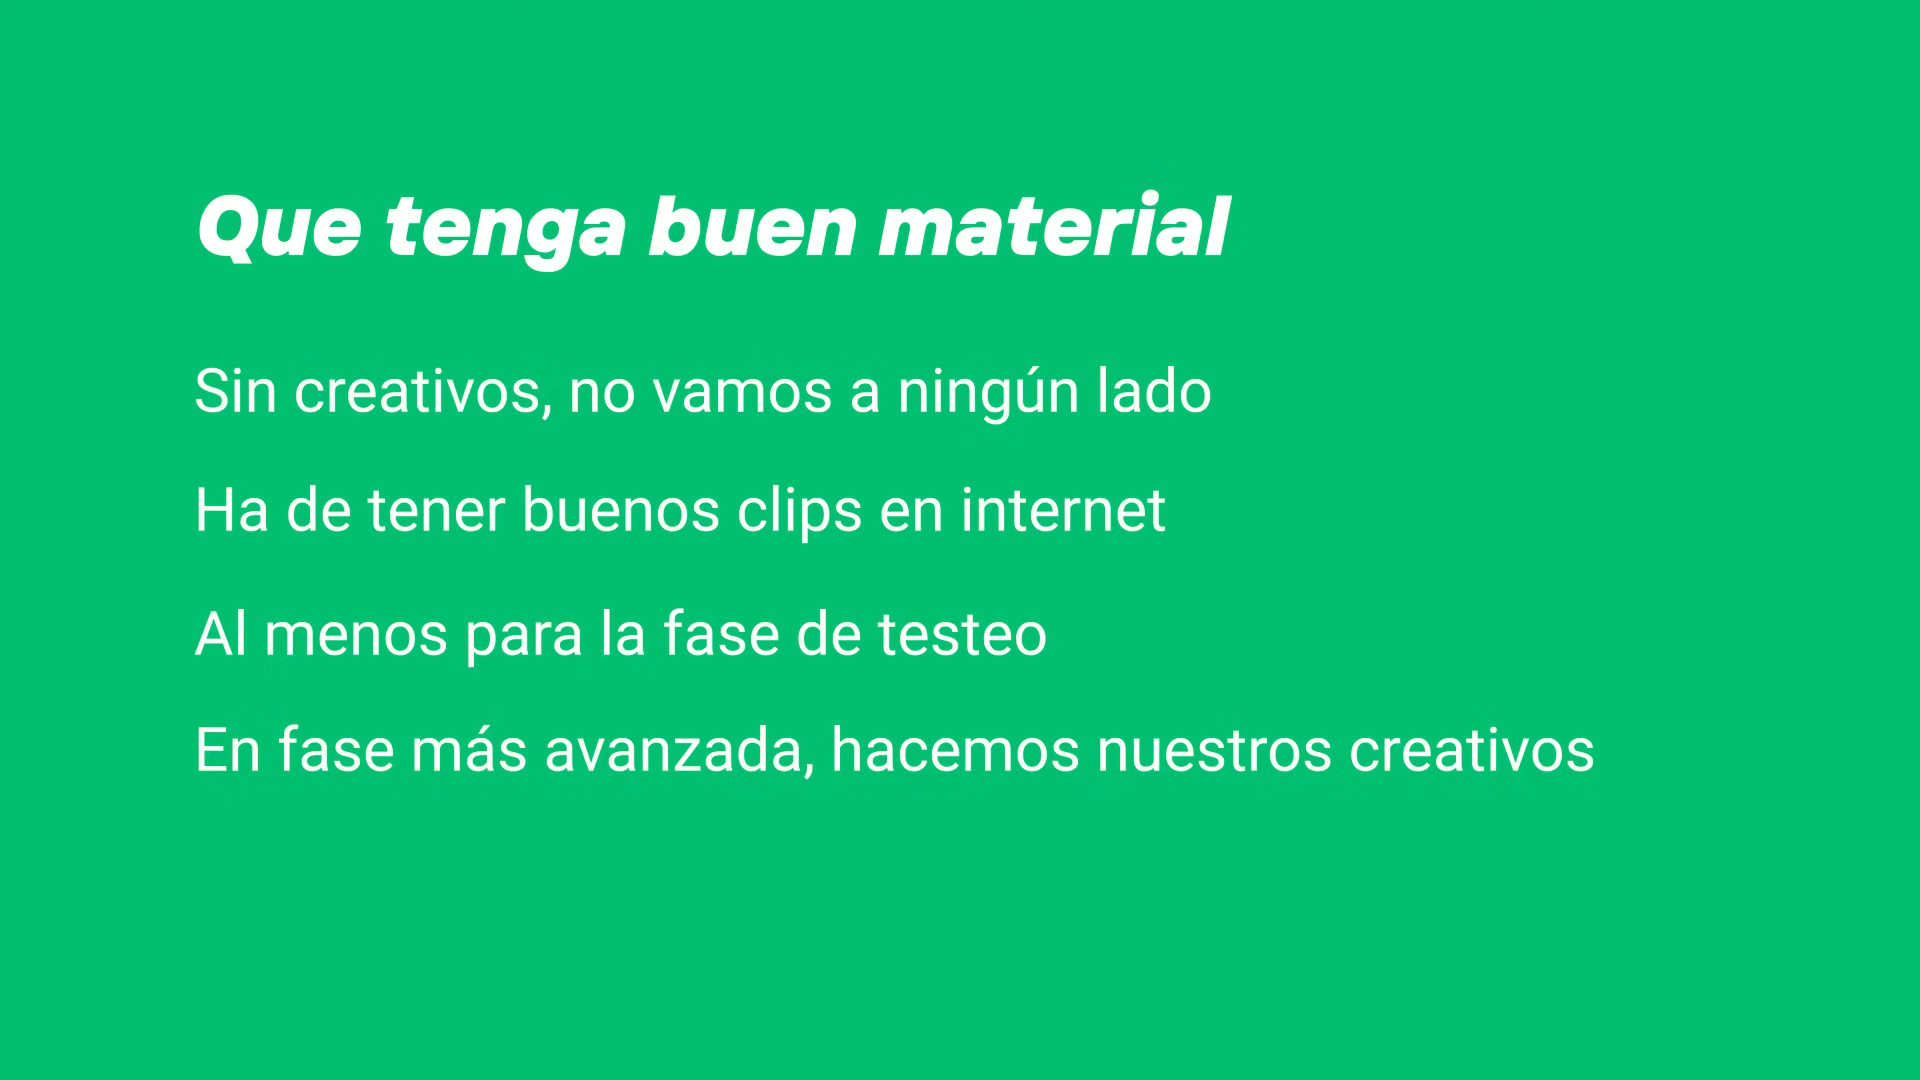 Que tenga buen material
Sin creativos, no vamos a ningún lado
Ha de tener buenos clips en internet
Al menos para la fase de testeo
En fase más avanzada, hacemos nuestros creativos